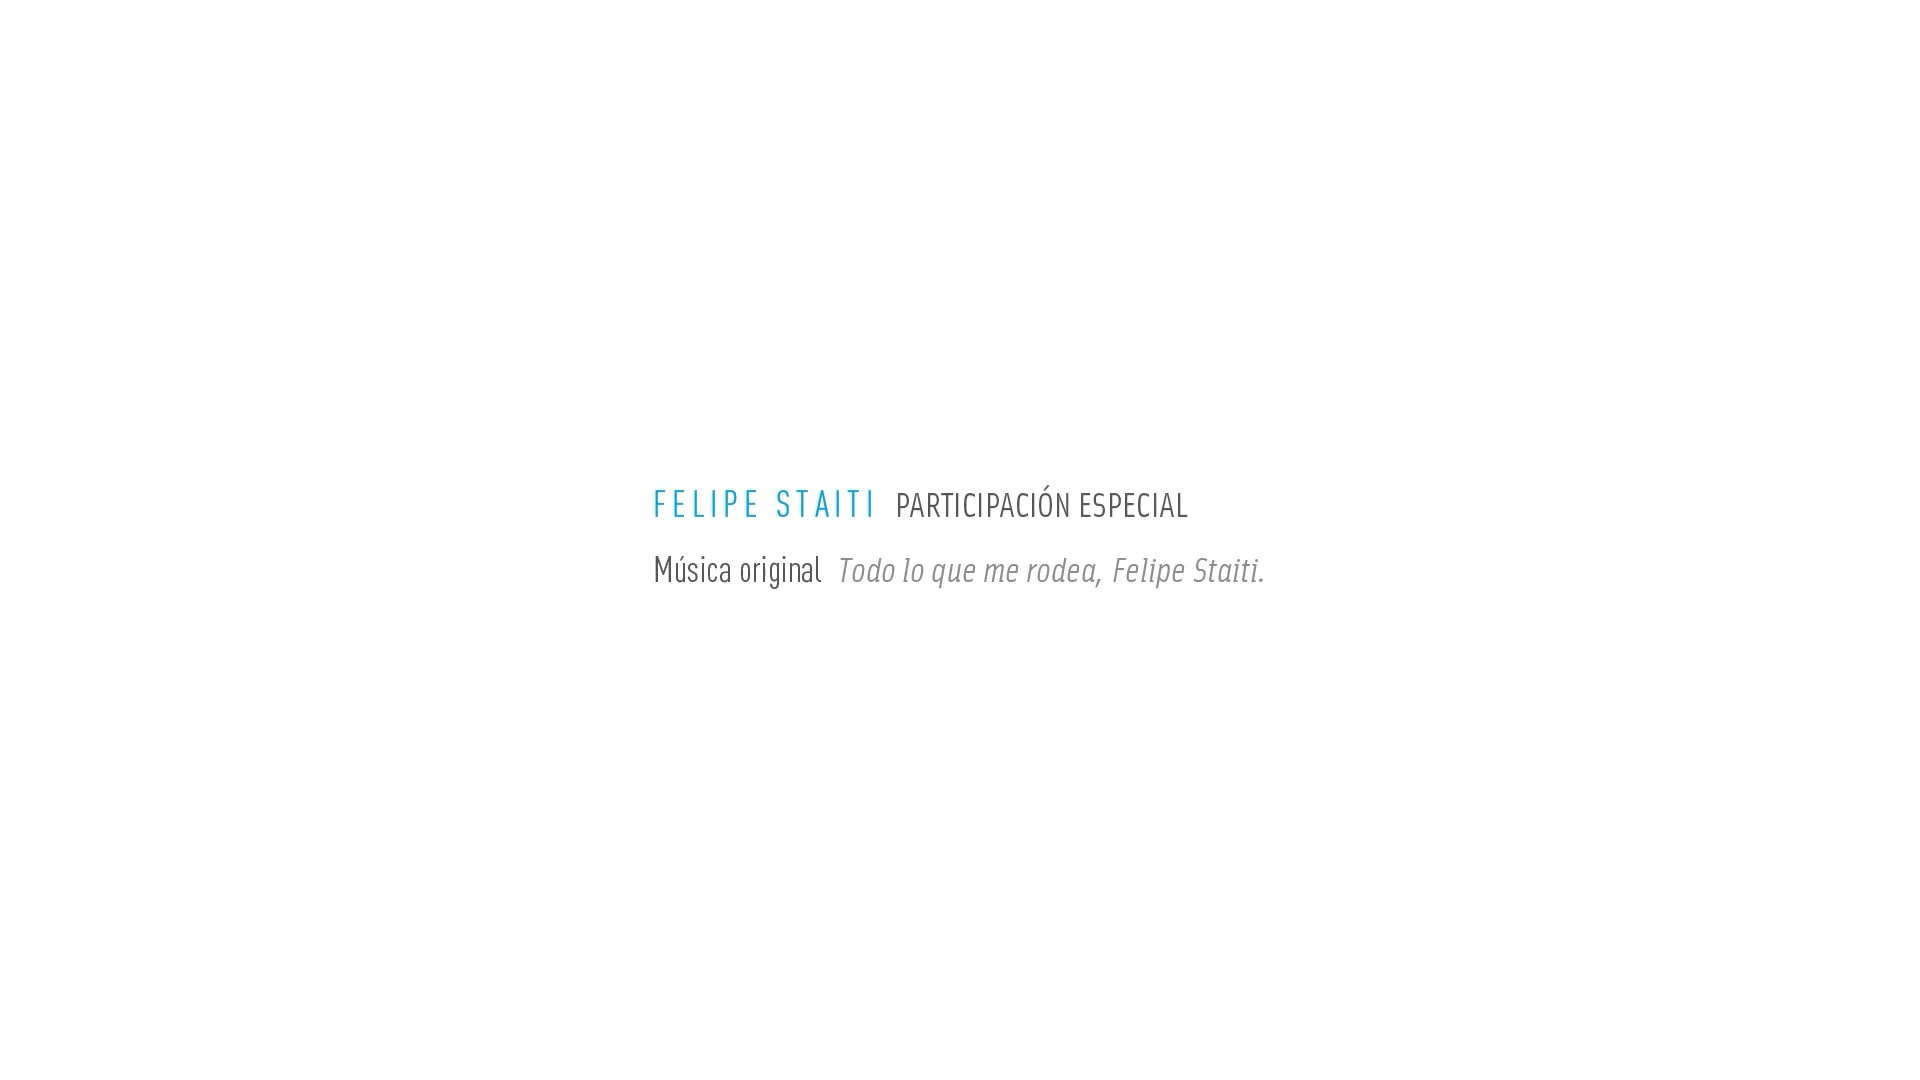 FELIPE STAITI PARTICIPACIÓN ESPECIAL
Música original Todo lo que me rodea, Felipe Staiti.